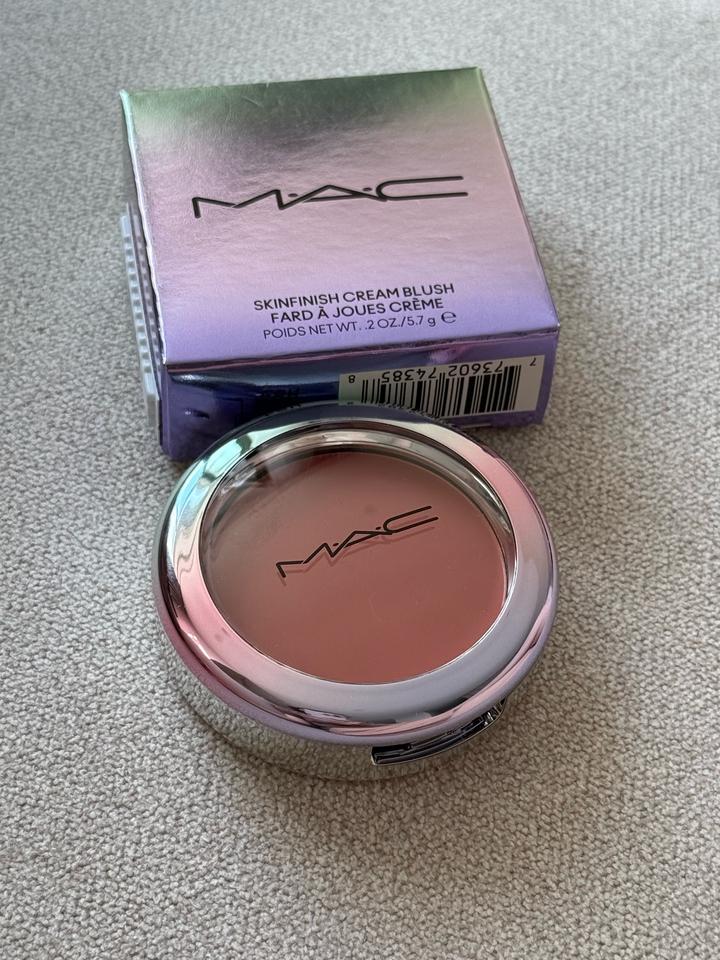 M·A·C
SKINFINISH CREAM BLUSH
FARD À JOUES CRÈME
POIDS NET WT. .2 OZ./5.7 g ℮
7 73602 74385 8
M·A·C